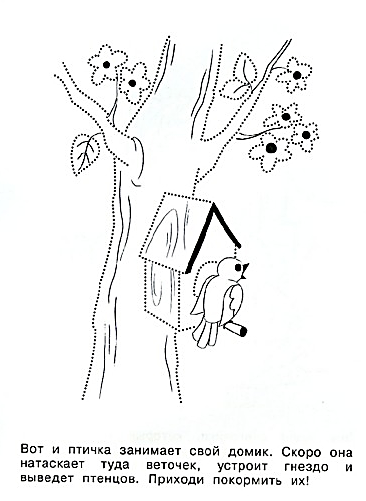 Вот и птичка занимает свой домик. Скоро она
натаскает туда веточек, устроит гнездо и
выведет птенцов. Приходи покормить их!